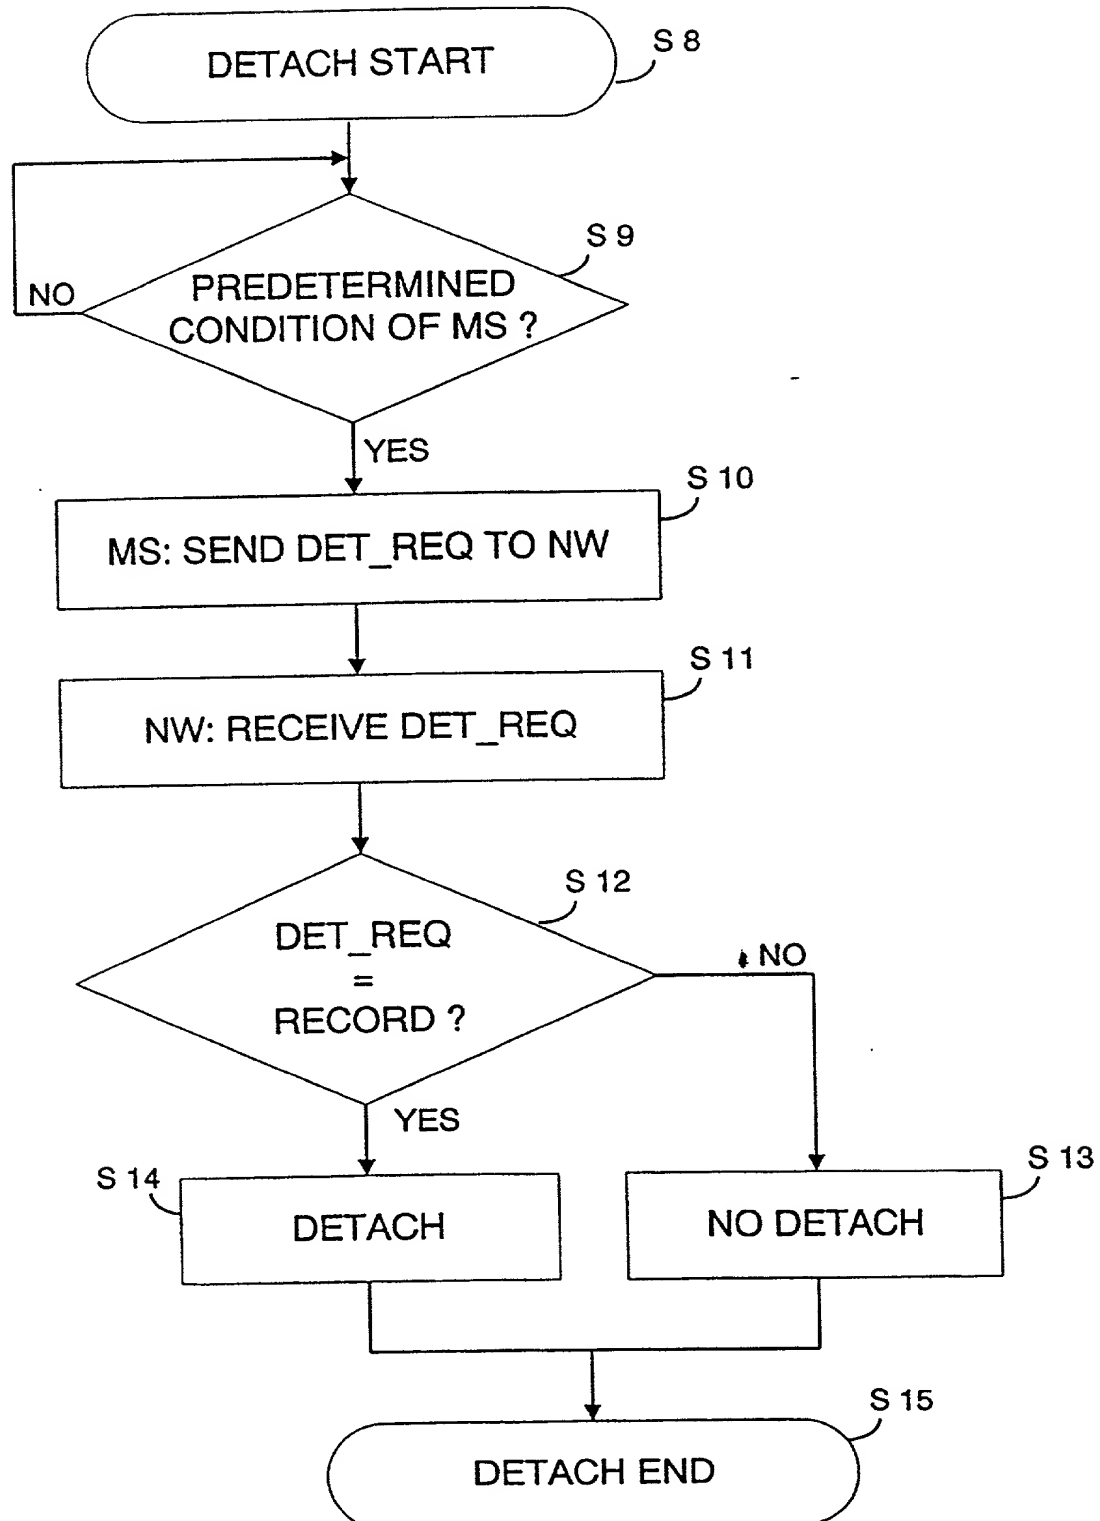 DETACH START
S 8
S 9
PREDETERMINED
CONDITION OF MS ?
NO
YES
S 10
MS: SEND DET_REQ TO NW
S 11
NW: RECEIVE DET_REQ
S 12
DET_REQ
=
RECORD ?
NO
YES
S 14
DETACH
S 13
NO DETACH
S 15
DETACH END